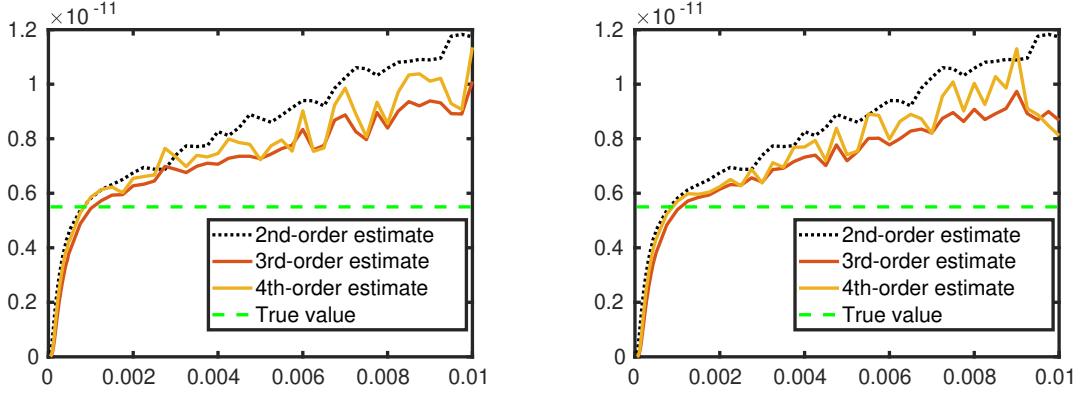 ×10⁻¹¹
1.2
1
0.8
0.6
0.4
0.2
0
2nd-order estimate
3rd-order estimate
4th-order estimate
True value
0 0.002 0.004 0.006 0.008 0.01
×10⁻¹¹
1.2
1
0.8
0.6
0.4
0.2
0
2nd-order estimate
3rd-order estimate
4th-order estimate
True value
0 0.002 0.004 0.006 0.008 0.01